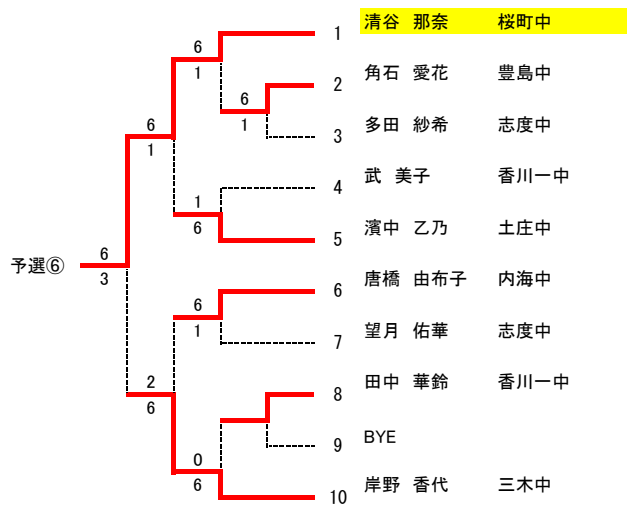 1 清谷 那奈 桜町中
6
1
2 角石 愛花 豊島中
6
1
3 多田 紗希 志度中
6
1
4 武 美子 香川一中
1
6
5 濱中 乙乃 土庄中
予選⑥
6
3
6 唐橋 由布子 内海中
6
1
7 望月 佑華 志度中
2
6
8 田中 華鈴 香川一中
9 BYE
0
6
10 岸野 香代 三木中